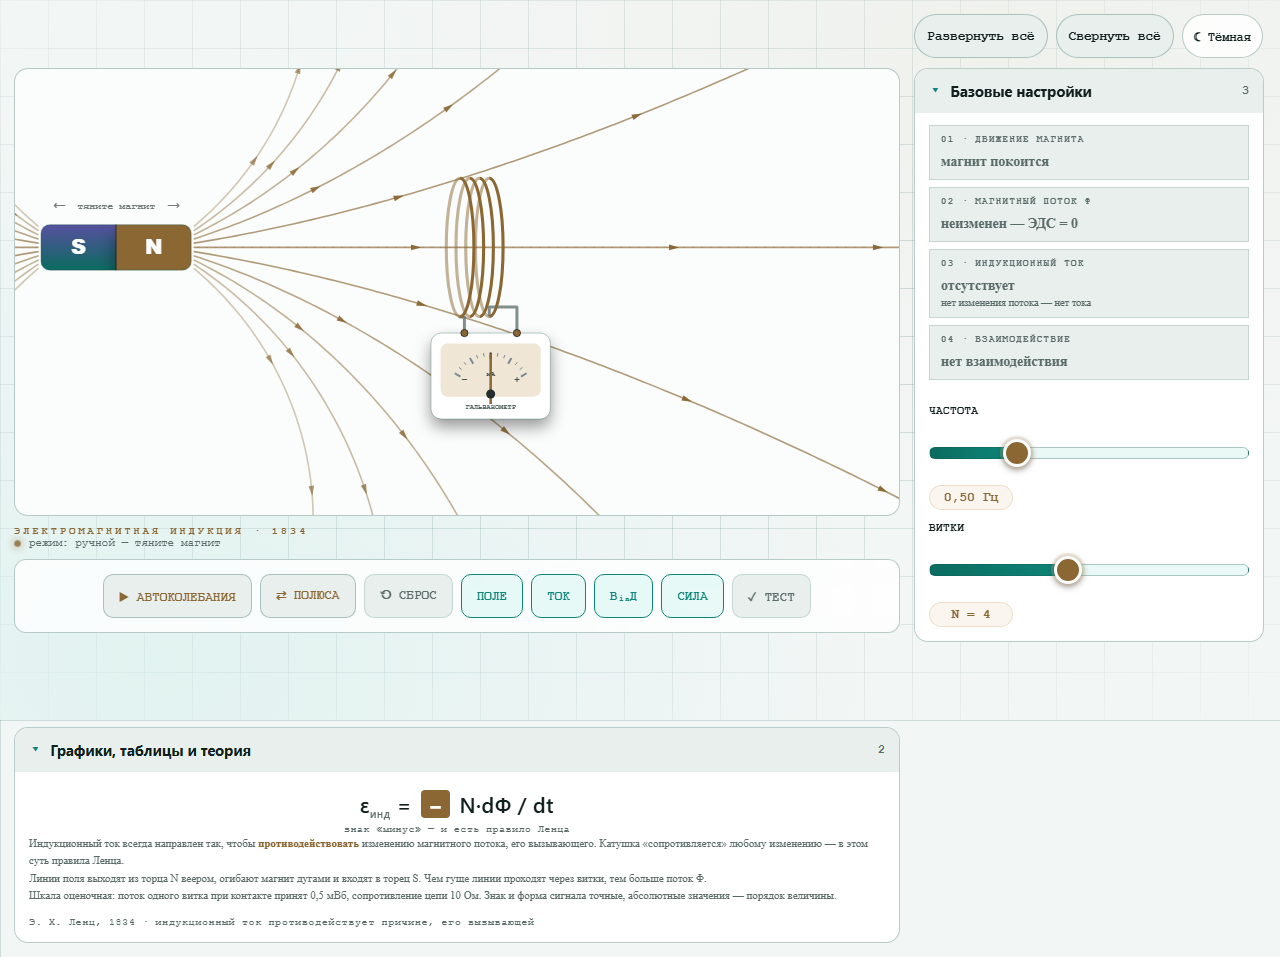 Развернуть всё
Свернуть всё
☾ Тёмная
← тяните магнит →
S N
− мА +
ГАЛЬВАНОМЕТР
ЭЛЕКТРОМАГНИТНАЯ ИНДУКЦИЯ · 1834
режим: ручной — тяните магнит
▶ АВТОКОЛЕБАНИЯ
⇄ ПОЛЮСА
СБРОС
ПОЛЕ
ТОК
BᵢₙД
СИЛА
✓ ТЕСТ
Базовые настройки 3
01 · ДВИЖЕНИЕ МАГНИТА
магнит покоится
02 · МАГНИТНЫЙ ПОТОК Φ
неизменен — ЭДС = 0
03 · ИНДУКЦИОННЫЙ ТОК
отсутствует
нет изменения потока — нет тока
04 · ВЗАИМОДЕЙСТВИЕ
нет взаимодействия
ЧАСТОТА
0,50 Гц
ВИТКИ
N = 4
Графики, таблицы и теория 2
εинд = − N·dΦ / dt
знак «минус» — и есть правило Ленца
Индукционный ток всегда направлен так, чтобы противодействовать изменению магнитного потока, его вызывающего. Катушка «сопротивляется» любому изменению — в этом
суть правила Ленца.
Линии поля выходят из торца N веером, огибают магнит дугами и входят в торец S. Чем гуще линии проходят через витки, тем больше поток Φ.
Шкала оценочная: поток одного витка при контакте принят 0,5 мВб, сопротивление цепи 10 Ом. Знак и форма сигнала точные, абсолютные значения — порядок величины.
Э. Х. Ленц, 1834 · индукционный ток противодействует причине, его вызывающей